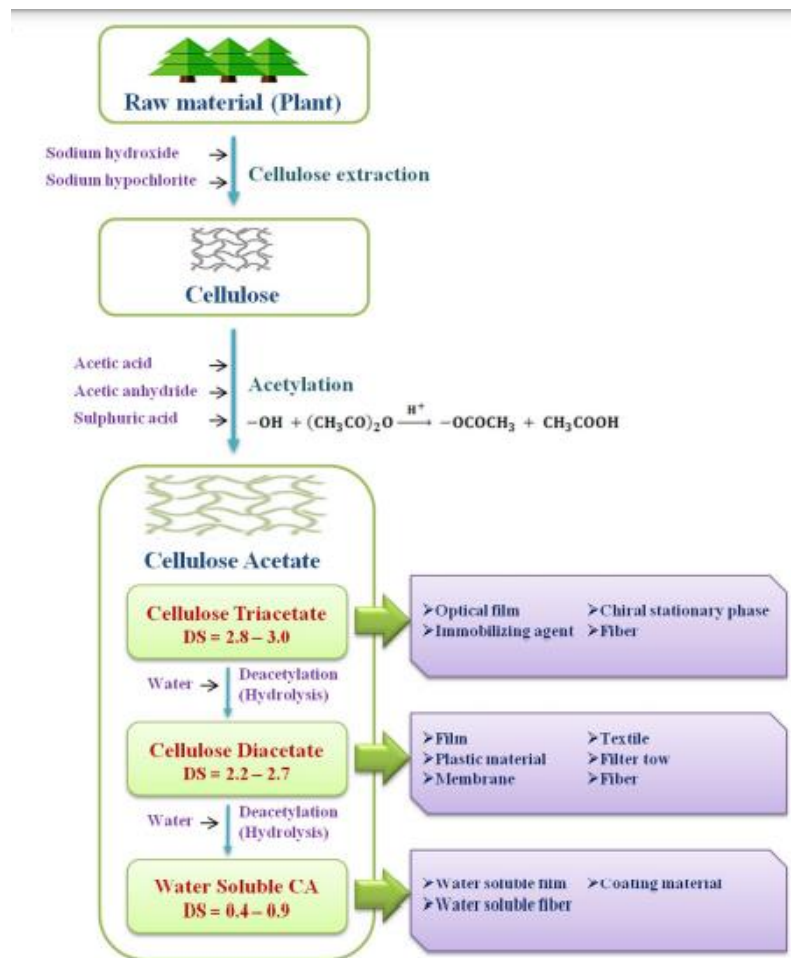 Raw material (Plant)
Sodium hydroxide
Sodium hypochlorite
Cellulose extraction
Cellulose
Acetic acid
Acetic anhydride
Sulphuric acid
Acetylation
−OH + (CH₃CO)₂O —H⁺→ −OCOCH₃ + CH₃COOH
Cellulose Acetate
Cellulose Triacetate
DS = 2.8 – 3.0
➢Optical film
➢Immobilizing agent
➢Chiral stationary phase
➢Fiber
Water
Deacetylation
(Hydrolysis)
Cellulose Diacetate
DS = 2.2 – 2.7
➢Film
➢Plastic material
➢Membrane
➢Textile
➢Filter tow
➢Fiber
Water
Deacetylation
(Hydrolysis)
Water Soluble CA
DS = 0.4 – 0.9
➢Water soluble film
➢Water soluble fiber
➢Coating material